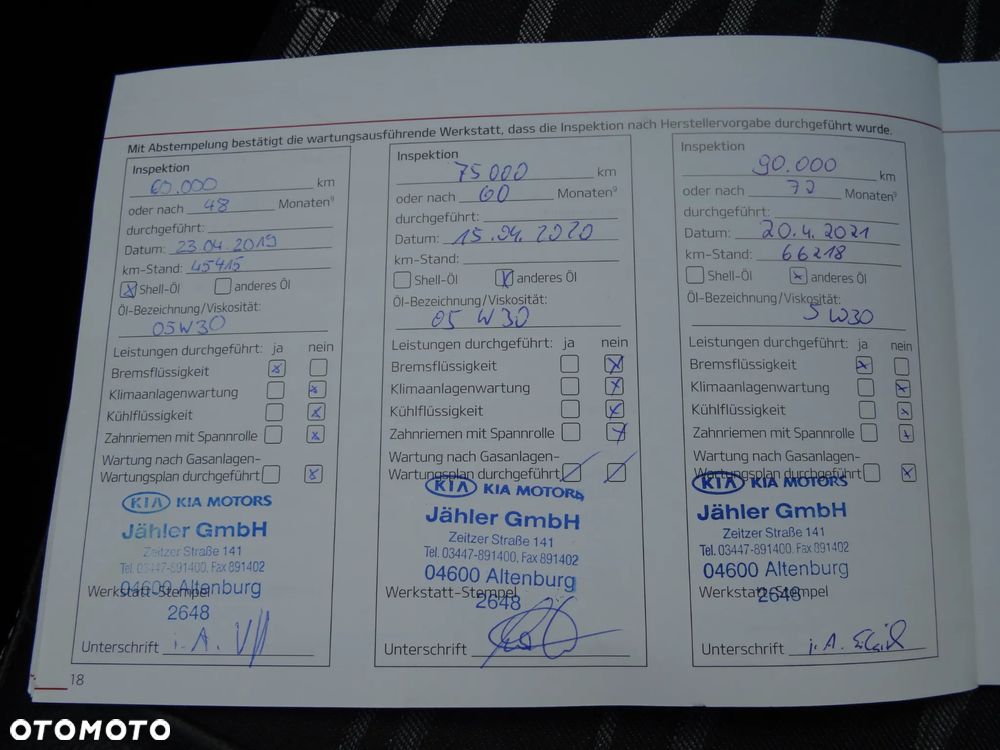 Mit Abstempelung bestätigt die wartungsausführende Werkstatt, dass die Inspektion nach Herstellervorgabe durchgeführt wurde.
Inspektion
60.000 km
oder nach 48 Monaten⁹
durchgeführt:
Datum: 23.04.2019
km-Stand: 45415
Shell-Öl anderes Öl
Öl-Bezeichnung/Viskosität:
05W30
Leistungen durchgeführt: ja nein
Bremsflüssigkeit
Klimaanlagenwartung
Kühlflüssigkeit
Zahnriemen mit Spannrolle
Wartung nach Gasanlagen-
Wartungsplan durchgeführt
KIA KIA MOTORS
Jähler GmbH
Zeitzer Straße 141
Tel. 03447-891400, Fax 891402
04600 Altenburg
Werkstatt-Stempel
2648
Unterschrift i. A.
Inspektion
75000 km
oder nach 60 Monaten⁹
durchgeführt:
Datum: 15.04.2020
km-Stand:
Shell-Öl anderes Öl
Öl-Bezeichnung/Viskosität:
05 W30
Leistungen durchgeführt: ja nein
Bremsflüssigkeit
Klimaanlagenwartung
Kühlflüssigkeit
Zahnriemen mit Spannrolle
Wartung nach Gasanlagen-
Wartungsplan durchgeführt
KIA KIA MOTORS
Jähler GmbH
Zeitzer Straße 141
Tel. 03447-891400, Fax 891402
04600 Altenburg
Werkstatt-Stempel
2648
Unterschrift
Inspektion
90.000 km
oder nach 72 Monaten⁹
durchgeführt:
Datum: 20.4.2021
km-Stand: 66218
Shell-Öl anderes Öl
Öl-Bezeichnung/Viskosität:
5W30
Leistungen durchgeführt: ja nein
Bremsflüssigkeit
Klimaanlagenwartung
Kühlflüssigkeit
Zahnriemen mit Spannrolle
Wartung nach Gasanlagen-
Wartungsplan durchgeführt
KIA KIA MOTORS
Jähler GmbH
Zeitzer Straße 141
Tel. 03447-891400, Fax 891402
04600 Altenburg
Werkstatt-Stempel
2648
Unterschrift i. A.
18
OTOMOTO